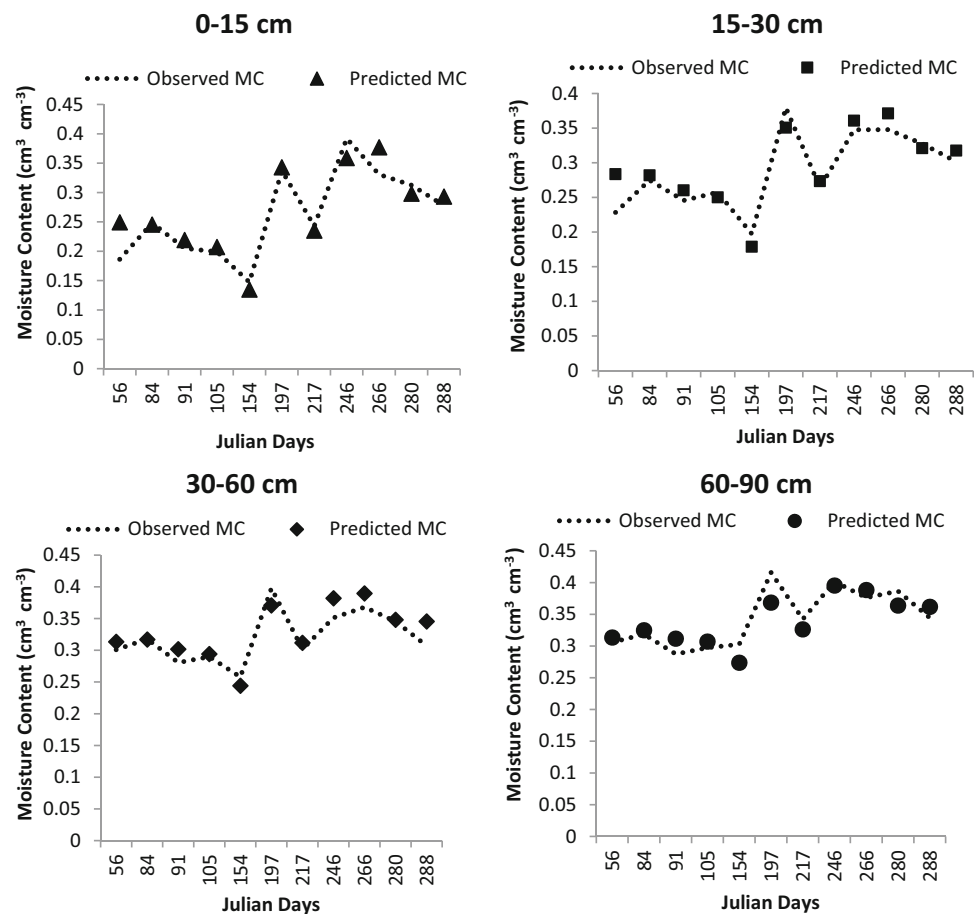 0-15 cm
Observed MC Predicted MC
Moisture Content (cm³ cm⁻³)
0.45
0.4
0.35
0.3
0.25
0.2
0.15
0.1
0.05
0
56 84 91 105 154 197 217 246 266 280 288
Julian Days
15-30 cm
Observed MC Predicted MC
Moisture Content (cm³ cm⁻³)
0.4
0.35
0.3
0.25
0.2
0.15
0.1
0.05
0
56 84 91 105 154 197 217 246 266 280 288
Julian Days
30-60 cm
Observed MC Predicted MC
Moisture Content (cm³ cm⁻³)
0.45
0.4
0.35
0.3
0.25
0.2
0.15
0.1
0.05
0
56 84 91 105 154 197 217 246 266 280 288
Julian Days
60-90 cm
Observed MC Predicted MC
Moisture Content (cm³ cm⁻³)
0.45
0.4
0.35
0.3
0.25
0.2
0.15
0.1
0.05
0
56 84 91 105 154 197 217 246 266 280 288
Julian Days